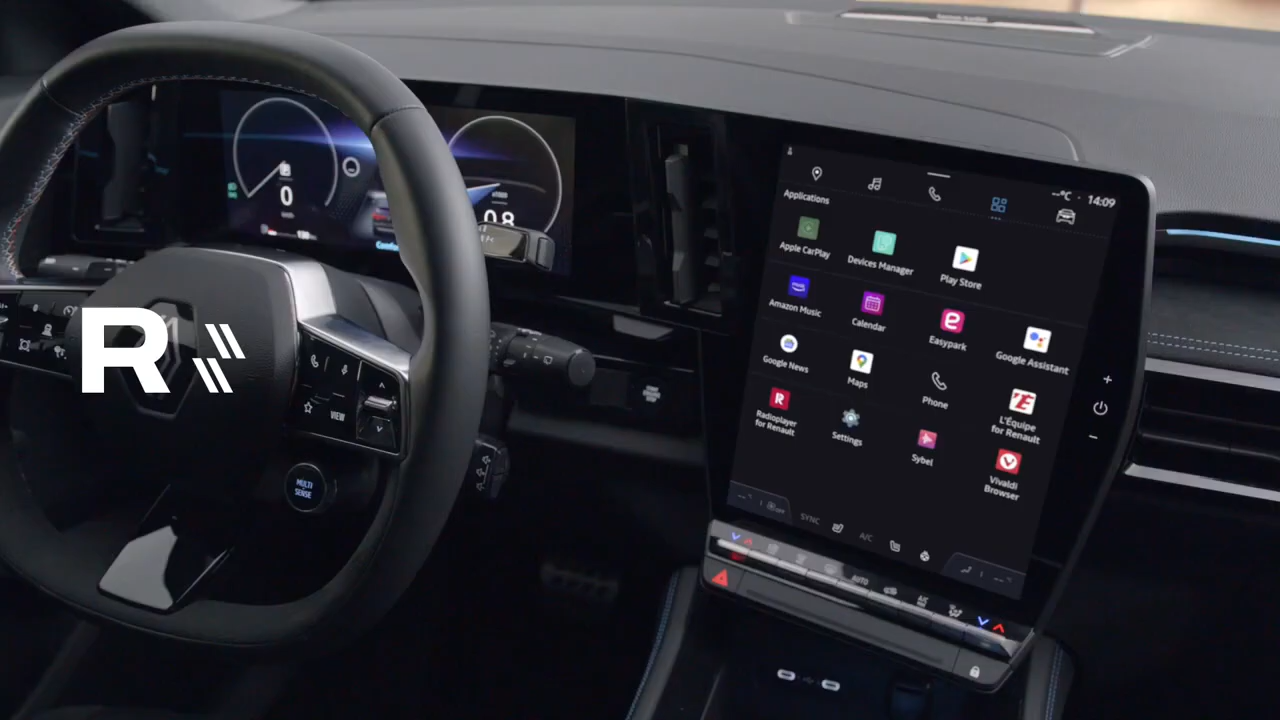 --°C · 14:09
Applications
Apple CarPlay
Devices Manager
Play Store
Amazon Music
Calendar
Easypark
Google Assistant
Google News
Maps
Phone
L'Équipe
for Renault
Radioplayer
for Renault
Settings
Sybel
Vivaldi
Browser
SYNC
A/C
AUTO
0
VIEW
MULTI
SENSE
R